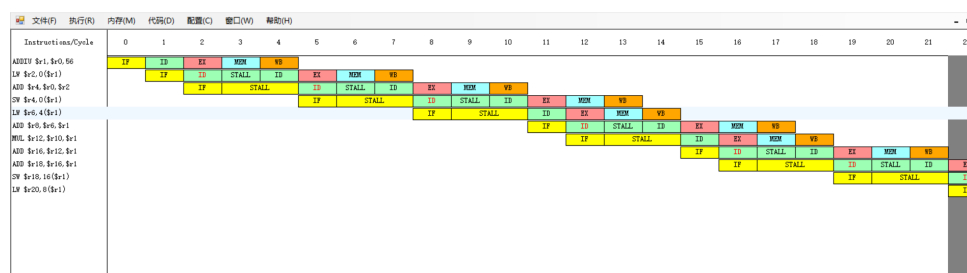 文件(F) 执行(R) 内存(M) 代码(D) 配置(C) 窗口(W) 帮助(H)
Instructions/Cycle 0 1 2 3 4 5 6 7 8 9 10 11 12 13 14 15 16 17 18 19 20 21 2
ADDIU $r1,$r0,56 IF ID EX MEM WB
LW $r2,0($r1) IF ID STALL ID EX MEM WB
ADD $r4,$r0,$r2 IF STALL ID STALL ID EX MEM WB
SW $r4,0($r1) IF STALL ID STALL ID EX MEM WB
LW $r6,4($r1) IF STALL ID EX MEM WB
ADD $r8,$r6,$r1 IF ID STALL ID EX MEM WB
MUL $r12,$r10,$r1 IF STALL ID EX MEM WB
ADD $r16,$r12,$r1 IF ID STALL ID EX MEM WB
ADD $r18,$r16,$r1 IF STALL ID STALL ID E
SW $r18,16($r1) IF STALL I
LW $r20,8($r1) I